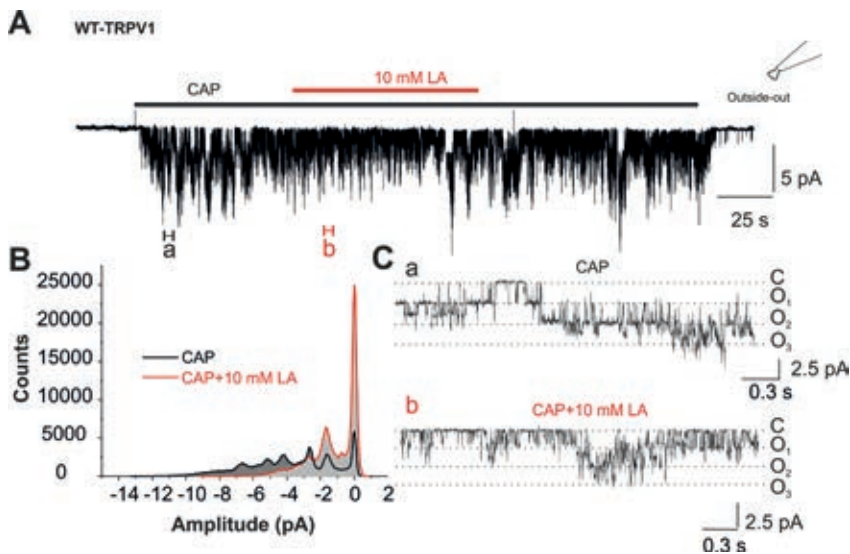 A
WT-TRPV1
10 mM LA
CAP
Outside-out
5 pA
25 s
a
b
B
25000
20000
15000
10000
5000
0
Counts
CAP
CAP+10 mM LA
-14 -12 -10 -8 -6 -4 -2 0 2
Amplitude (pA)
C
a
CAP
C
O1
O2
O3
2.5 pA
0.3 s
b
CAP+10 mM LA
C
O1
O2
O3
2.5 pA
0.3 s